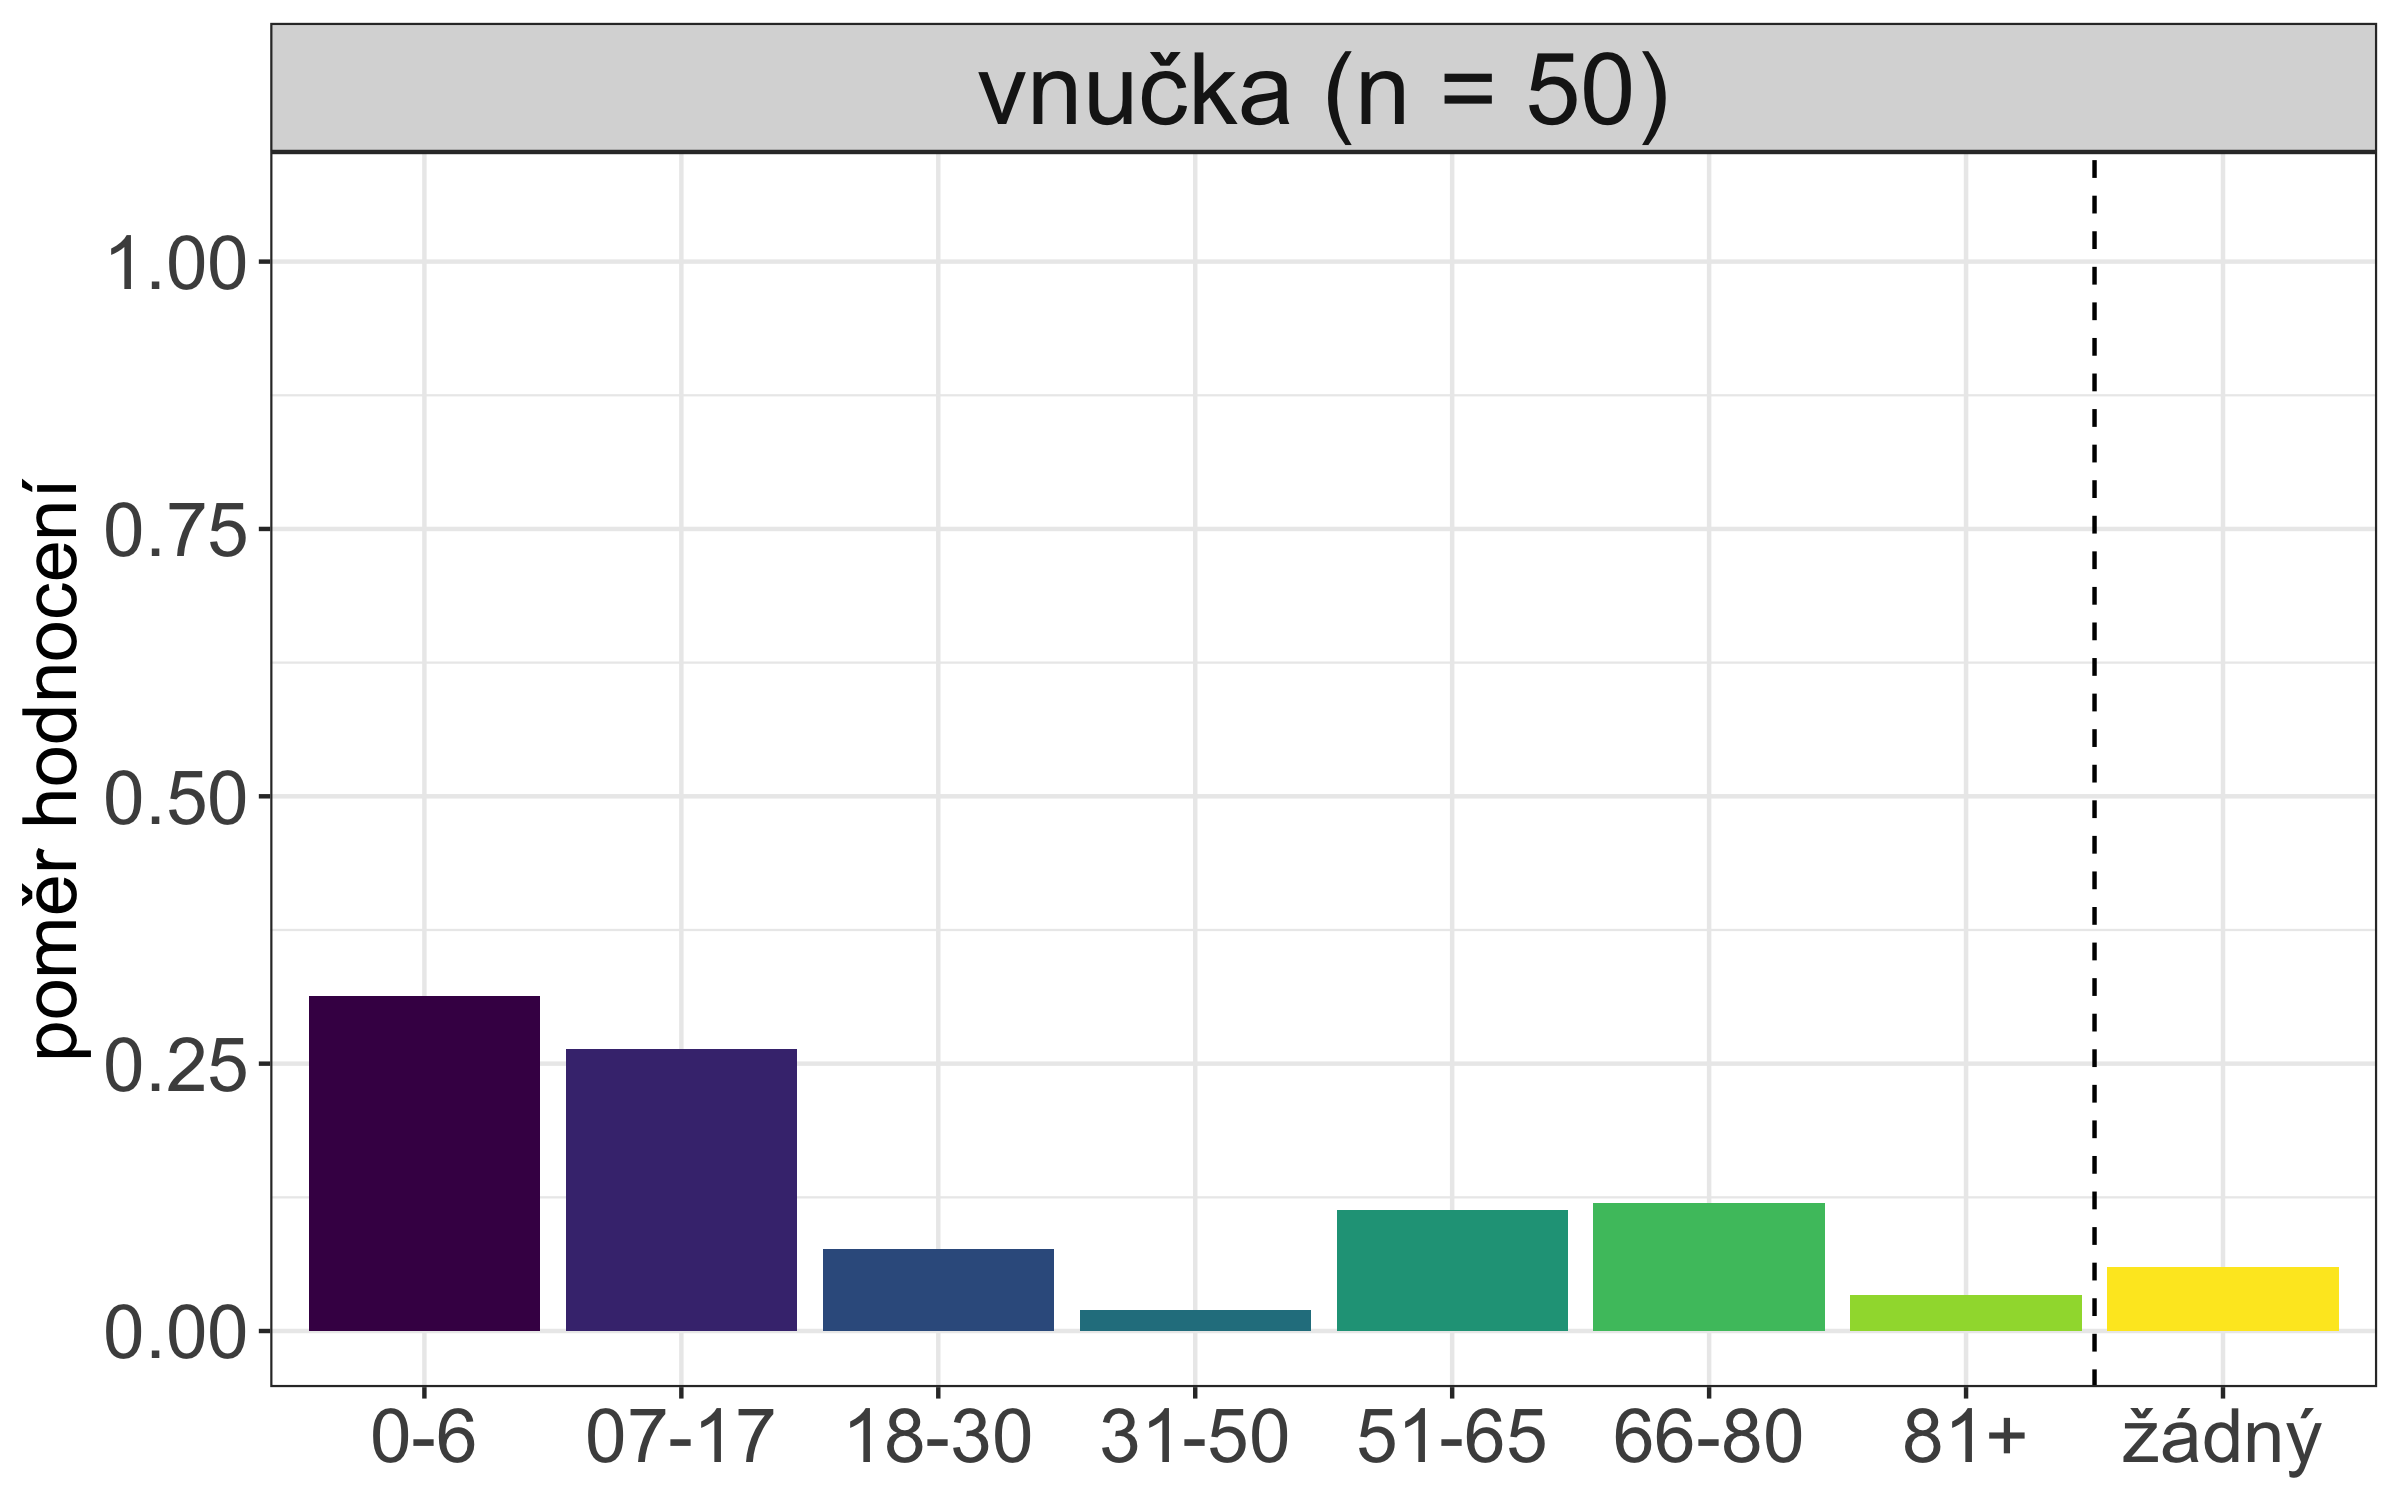 vnučka (n = 50)
poměr hodnocení
1.00
0.75
0.50
0.25
0.00
0-6 07-17 18-30 31-50 51-65 66-80 81+ žádný